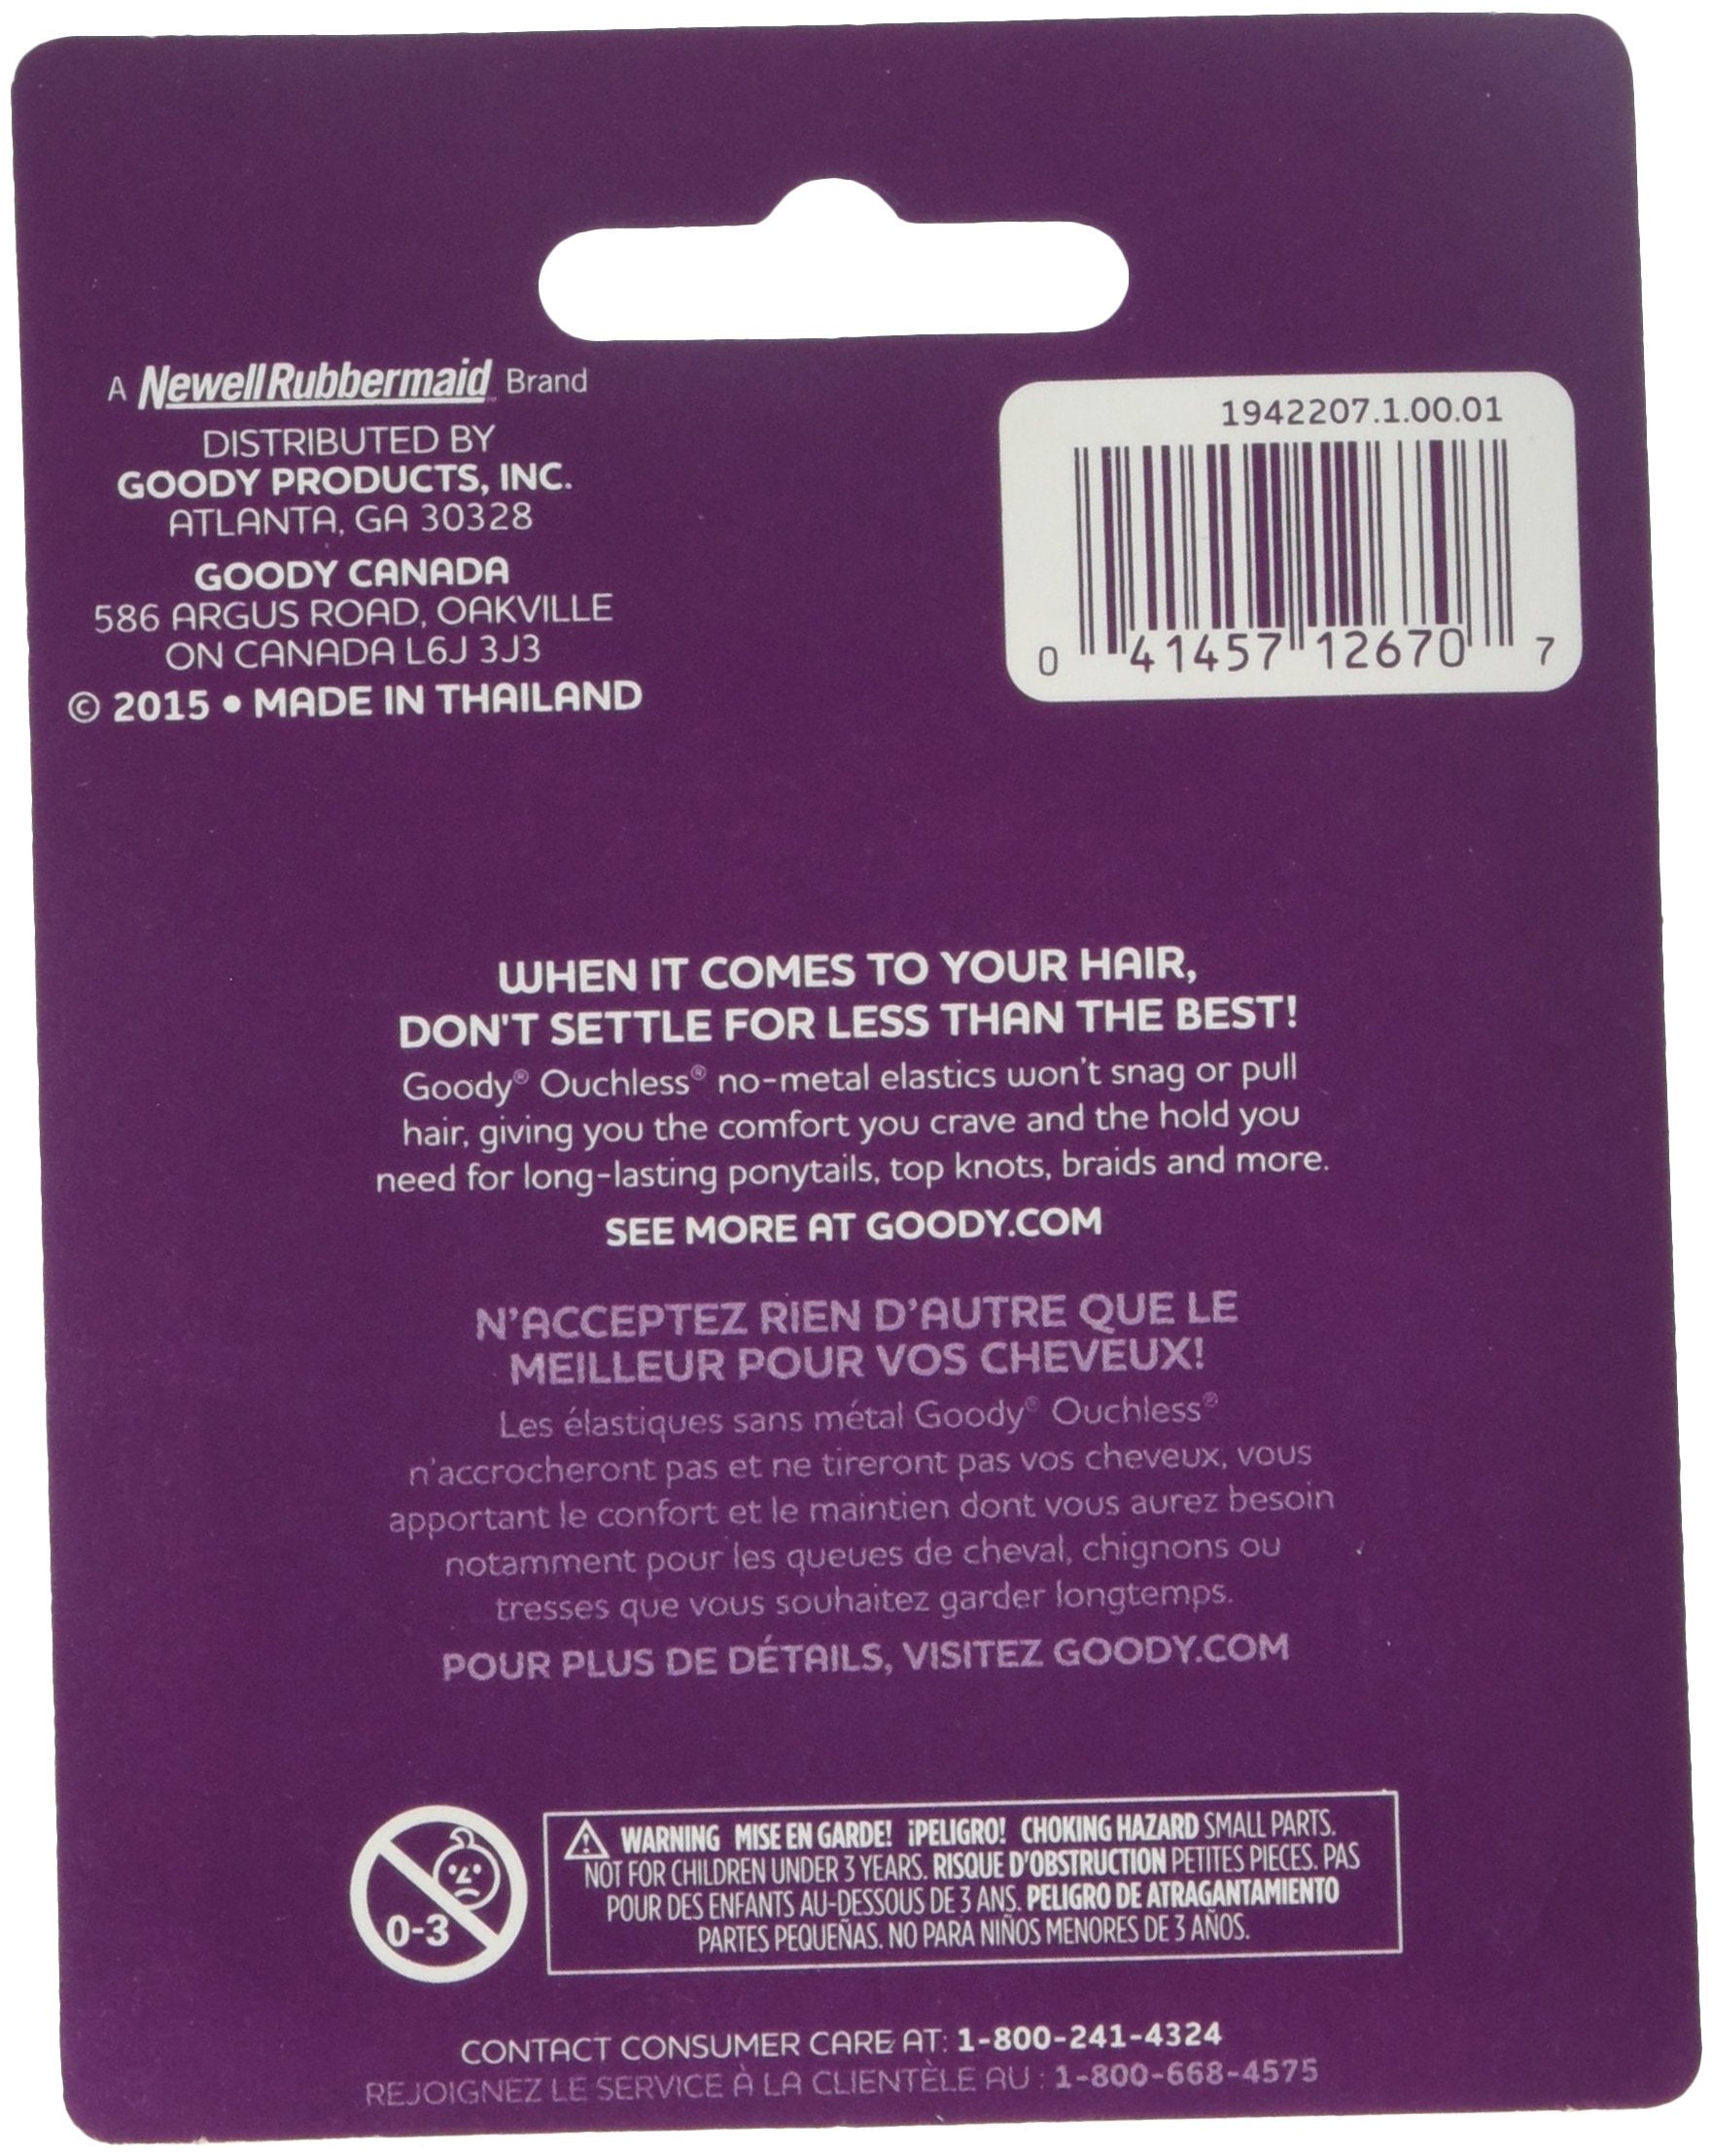 A NewellRubbermaid Brand
DISTRIBUTED BY
GOODY PRODUCTS, INC.
ATLANTA, GA 30328
GOODY CANADA
586 ARGUS ROAD, OAKVILLE
ON CANADA L6J 3J3
© 2015 • MADE IN THAILAND
1942207.1.00.01
0 41457 12670 7
WHEN IT COMES TO YOUR HAIR,
DON'T SETTLE FOR LESS THAN THE BEST!
Goody® Ouchless® no-metal elastics won't snag or pull
hair, giving you the comfort you crave and the hold you
need for long-lasting ponytails, top knots, braids and more.
SEE MORE AT GOODY.COM
N'ACCEPTEZ RIEN D'AUTRE QUE LE
MEILLEUR POUR VOS CHEVEUX!
Les élastiques sans métal Goody® Ouchless®
n'accrocheront pas et ne tireront pas vos cheveux, vous
apportant le confort et le maintien dont vous aurez besoin
notamment pour les queues de cheval, chignons ou
tresses que vous souhaitez garder longtemps.
POUR PLUS DE DÉTAILS, VISITEZ GOODY.COM
0-3
WARNING MISE EN GARDE! ¡PELIGRO! CHOKING HAZARD SMALL PARTS.
NOT FOR CHILDREN UNDER 3 YEARS. RISQUE D'OBSTRUCTION PETITES PIECES. PAS
POUR DES ENFANTS AU-DESSOUS DE 3 ANS. PELIGRO DE ATRAGANTAMIENTO
PARTES PEQUEÑAS. NO PARA NIÑOS MENORES DE 3 AÑOS.
CONTACT CONSUMER CARE AT: 1-800-241-4324
REJOIGNEZ LE SERVICE À LA CLIENTÈLE AU : 1-800-668-4575